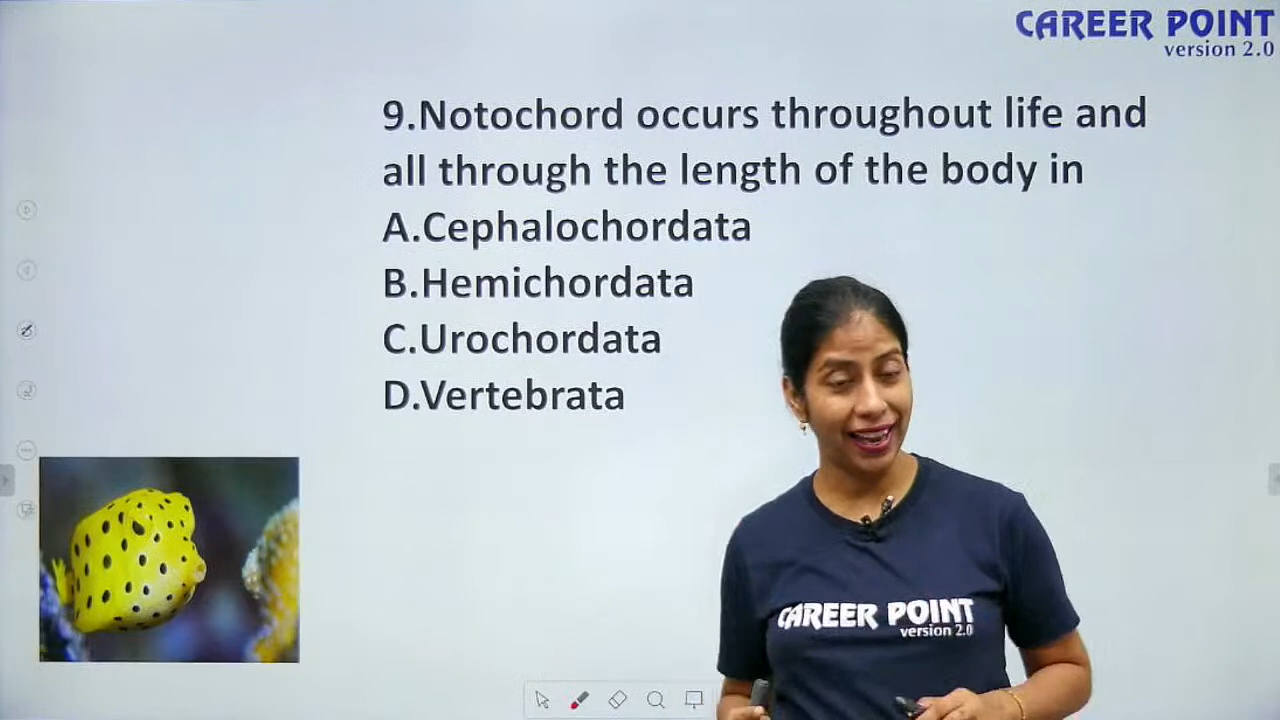 CAREER POINT
version 2.0
9.Notochord occurs throughout life and
all through the length of the body in
A.Cephalochordata
B.Hemichordata
C.Urochordata
D.Vertebrata
CAREER POINT
version 2.0